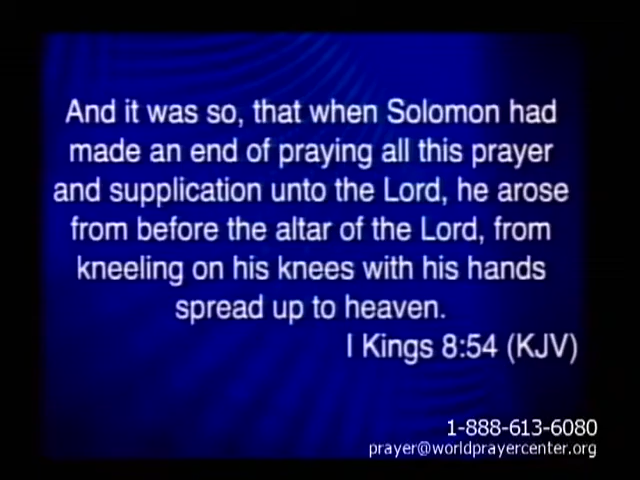 And it was so, that when Solomon had
made an end of praying all this prayer
and supplication unto the Lord, he arose
from before the altar of the Lord, from
kneeling on his knees with his hands
spread up to heaven.
I Kings 8:54 (KJV)
1-888-613-6080
prayer@worldprayercenter.org